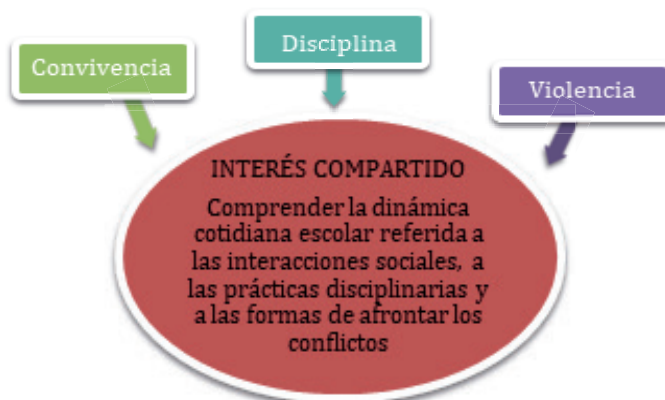 Convivencia
Disciplina
Violencia
INTERÉS COMPARTIDO
Comprender la dinámica
cotidiana escolar referida a
las interacciones sociales, a
las prácticas disciplinarias y
a las formas de afrontar los
conflictos